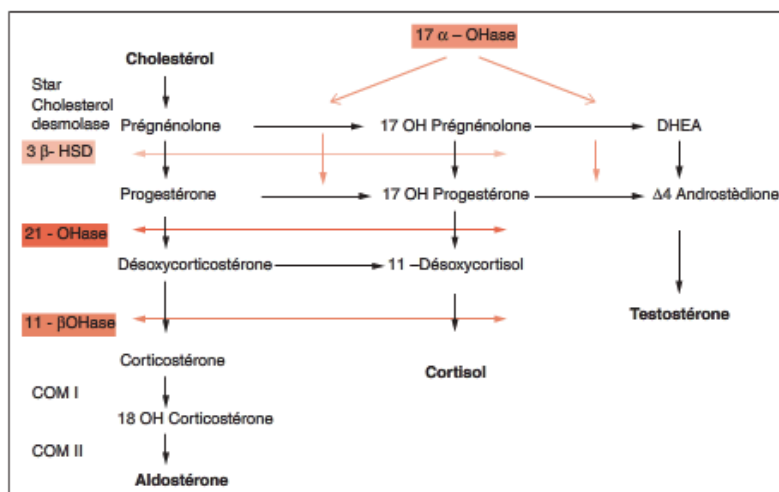 17 α – OHase
Cholestérol
Star
Cholesterol
desmolase
Prégnénolone
17 OH Prégnénolone
DHEA
3 β- HSD
Progestérone
17 OH Progestérone
Δ4 Androstèdione
21 - OHase
Désoxycorticostérone
11 –Désoxycortisol
Testostérone
11 - βOHase
Corticostérone
Cortisol
COM I
18 OH Corticostérone
COM II
Aldostérone